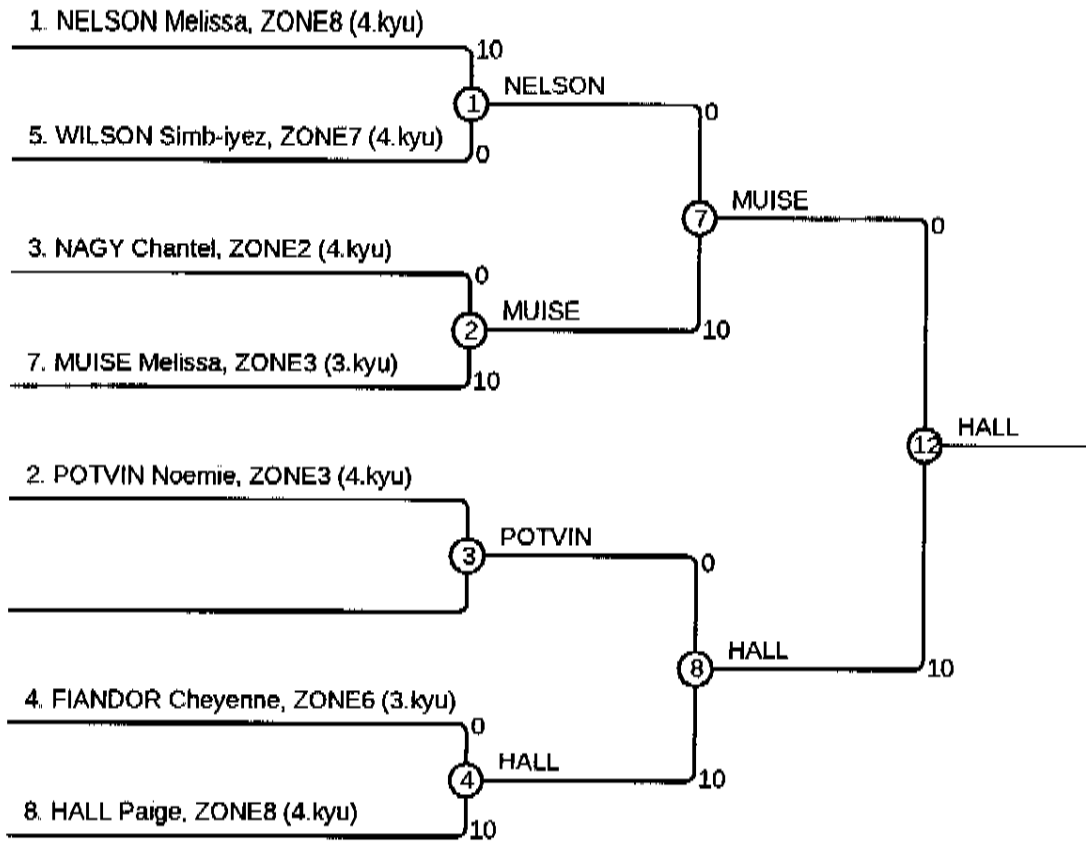 1. NELSON Melissa, ZONE8 (4.kyu)
10
1 NELSON
0
5. WILSON Simb-iyez, ZONE7 (4.kyu)
0
7 MUISE
0
3. NAGY Chantel, ZONE2 (4.kyu)
0
2 MUISE
10
7. MUISE Melissa, ZONE3 (3.kyu)
10
12 HALL
2. POTVIN Noemie, ZONE3 (4.kyu)
3 POTVIN
0
8 HALL
10
4. FIANDOR Cheyenne, ZONE6 (3.kyu)
0
4 HALL
10
8. HALL Paige, ZONE8 (4.kyu)
10